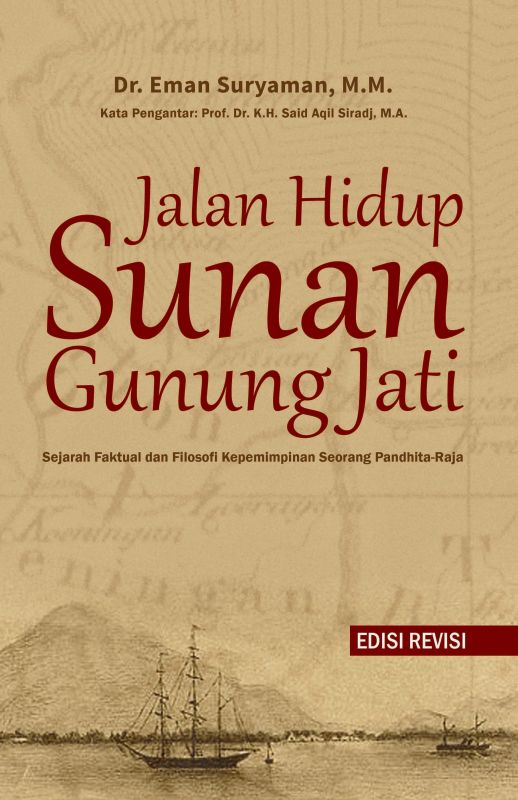 Dr. Eman Suryaman, M.M.
Kata Pengantar: Prof. Dr. K.H. Said Aqil Siradj, M.A.
Jalan Hidup
Sunan
Gunung Jati
Sejarah Faktual dan Filosofi Kepemimpinan Seorang Pandhita-Raja
EDISI REVISI